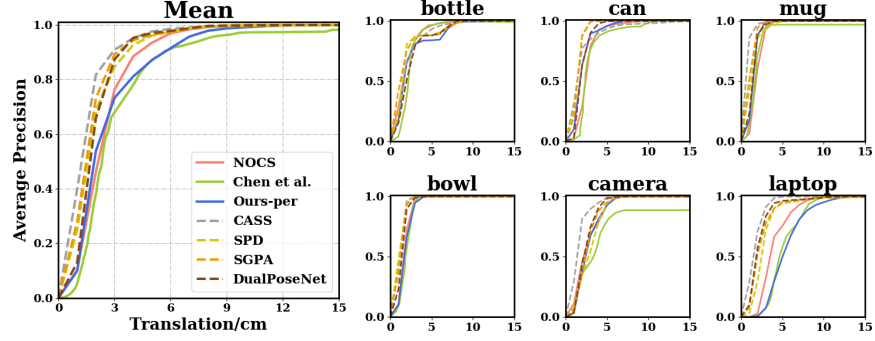 Mean
Average Precision
1.0
0.8
0.6
0.4
0.2
0.0
0 3 6 9 12 15
Translation/cm
NOCS
Chen et al.
Ours-per
CASS
SPD
SGPA
DualPoseNet
bottle
1.0
0.5
0.0
0 5 10 15
can
1.0
0.5
0.0
0 5 10 15
mug
1.0
0.5
0.0
0 5 10 15
bowl
1.0
0.5
0.0
0 5 10 15
camera
1.0
0.5
0.0
0 5 10 15
laptop
1.0
0.5
0.0
0 5 10 15